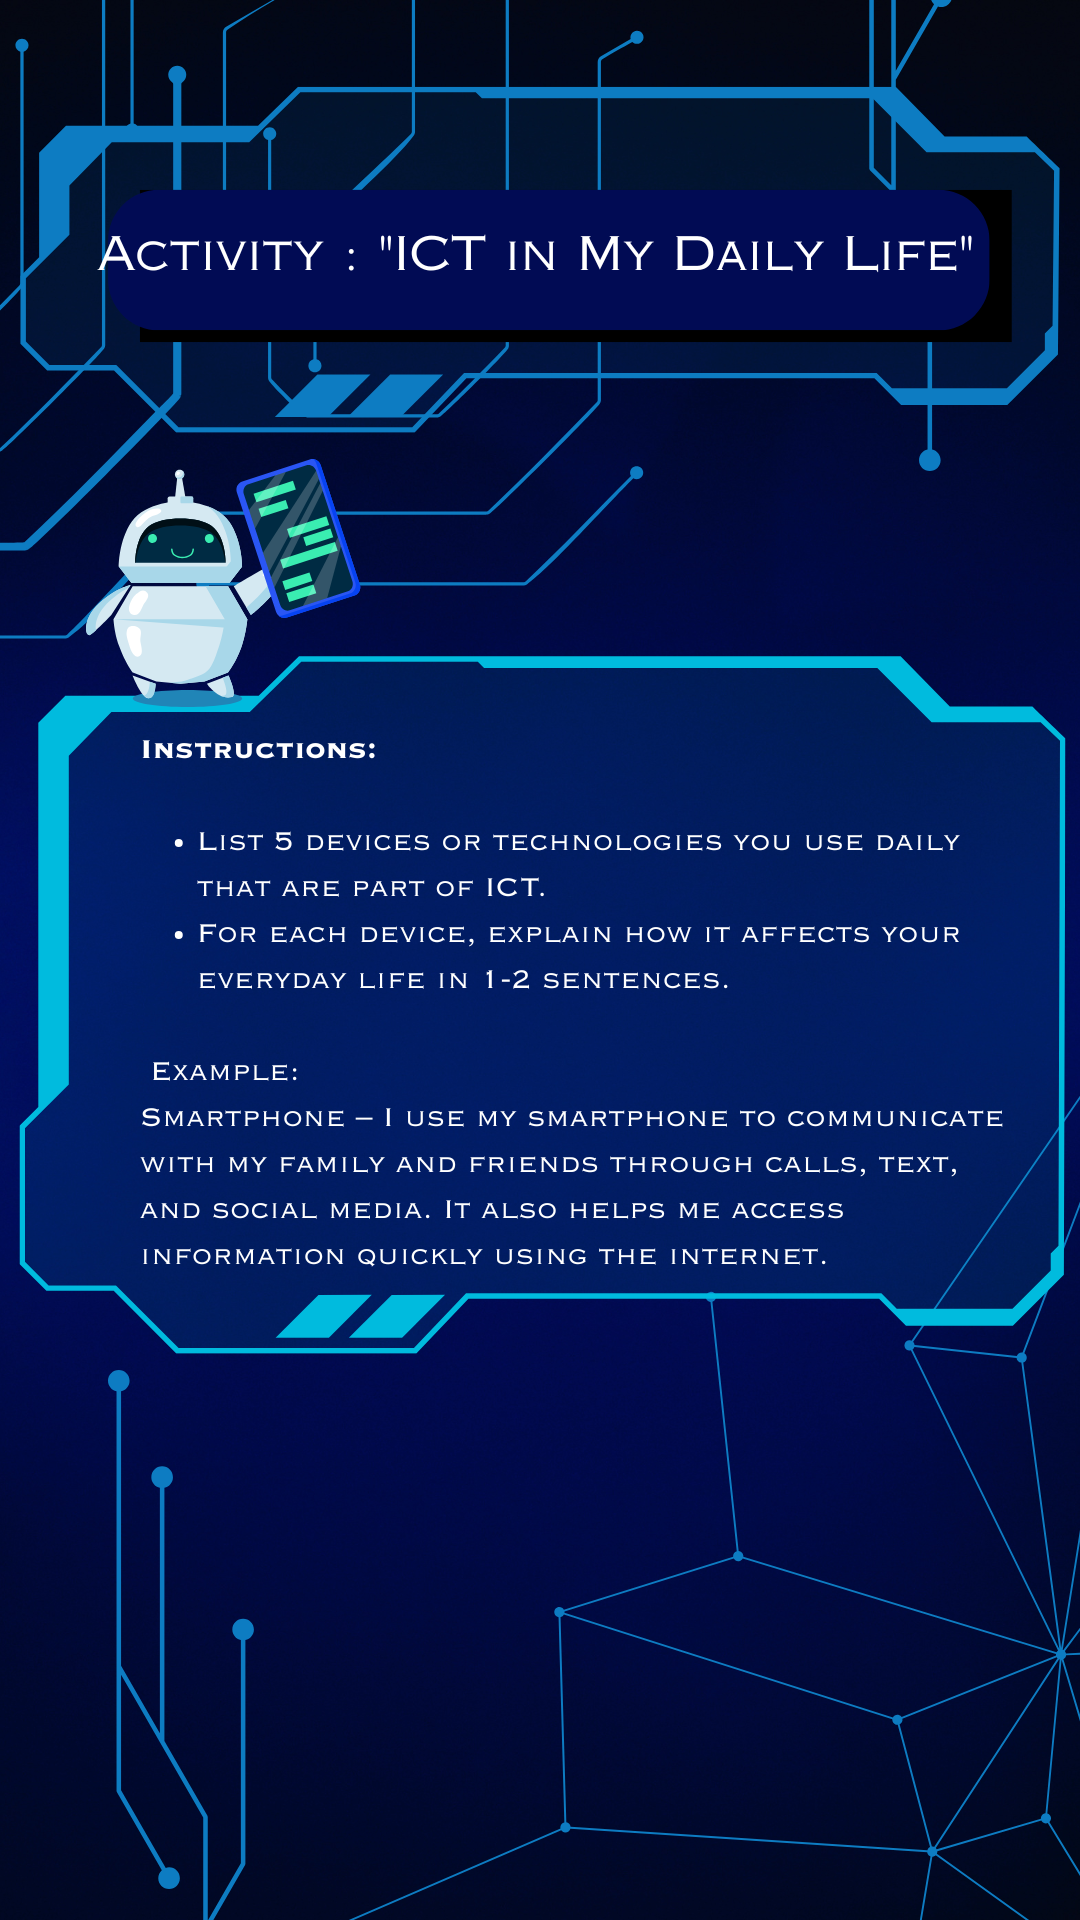 Activity : "ICT in My Daily Life"
Instructions:
• List 5 devices or technologies you use daily
that are part of ICT.
• For each device, explain how it affects your
everyday life in 1-2 sentences.
Example:
Smartphone – I use my smartphone to communicate
with my family and friends through calls, text,
and social media. It also helps me access
information quickly using the internet.